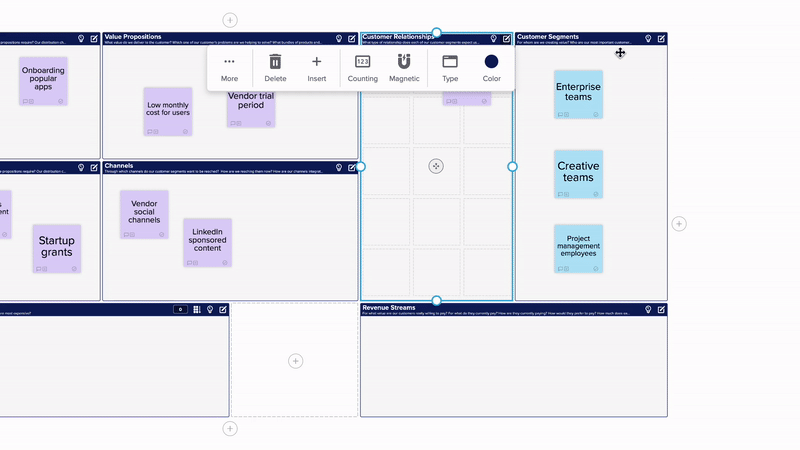 Value Propositions
What value do we deliver to the customer? Which one of our customer's problems are we helping to solve? What bundles of products and..
Customer Relationships
What type of relationship does each of our customer segments expect us..
Customer Segments
For whom are we creating value? Who are our most important customer..
propositions require? Our distribution ch..
More
Delete
Insert
123
Counting
Magnetic
Type
Color
Onboarding
popular
apps
Low monthly
cost for users
Vendor trial
period
Enterprise
teams
Creative
teams
Project
management
employees
propositions require? Our distribution c..
Channels
Through which channels do our customer segments want to be reached? How are we reaching them now? How are our channels integrat..
Startup
grants
Vendor
social
channels
LinkedIn
sponsored
content
0
Revenue Streams
For what value are our customers really willing to pay? For what do they currently pay? How are they currently paying? How would they prefer to pay? How much does ea..